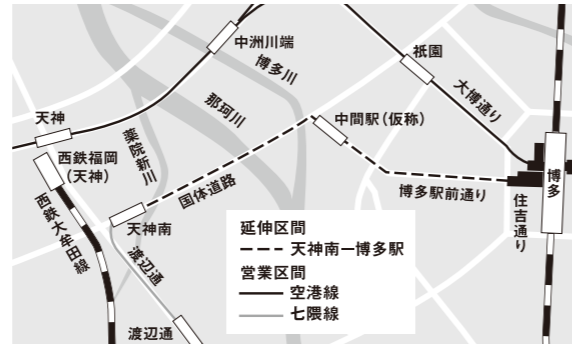 中洲川端
祇園
博多川
大博通り
那珂川
天神
中間駅（仮称）
薬院新川
西鉄福岡
（天神）
博多
国体道路
博多駅前通り
住吉通り
天神南
西鉄大牟田線
渡辺通
渡辺通
延伸区間
天神南ー博多駅
営業区間
空港線
七隈線